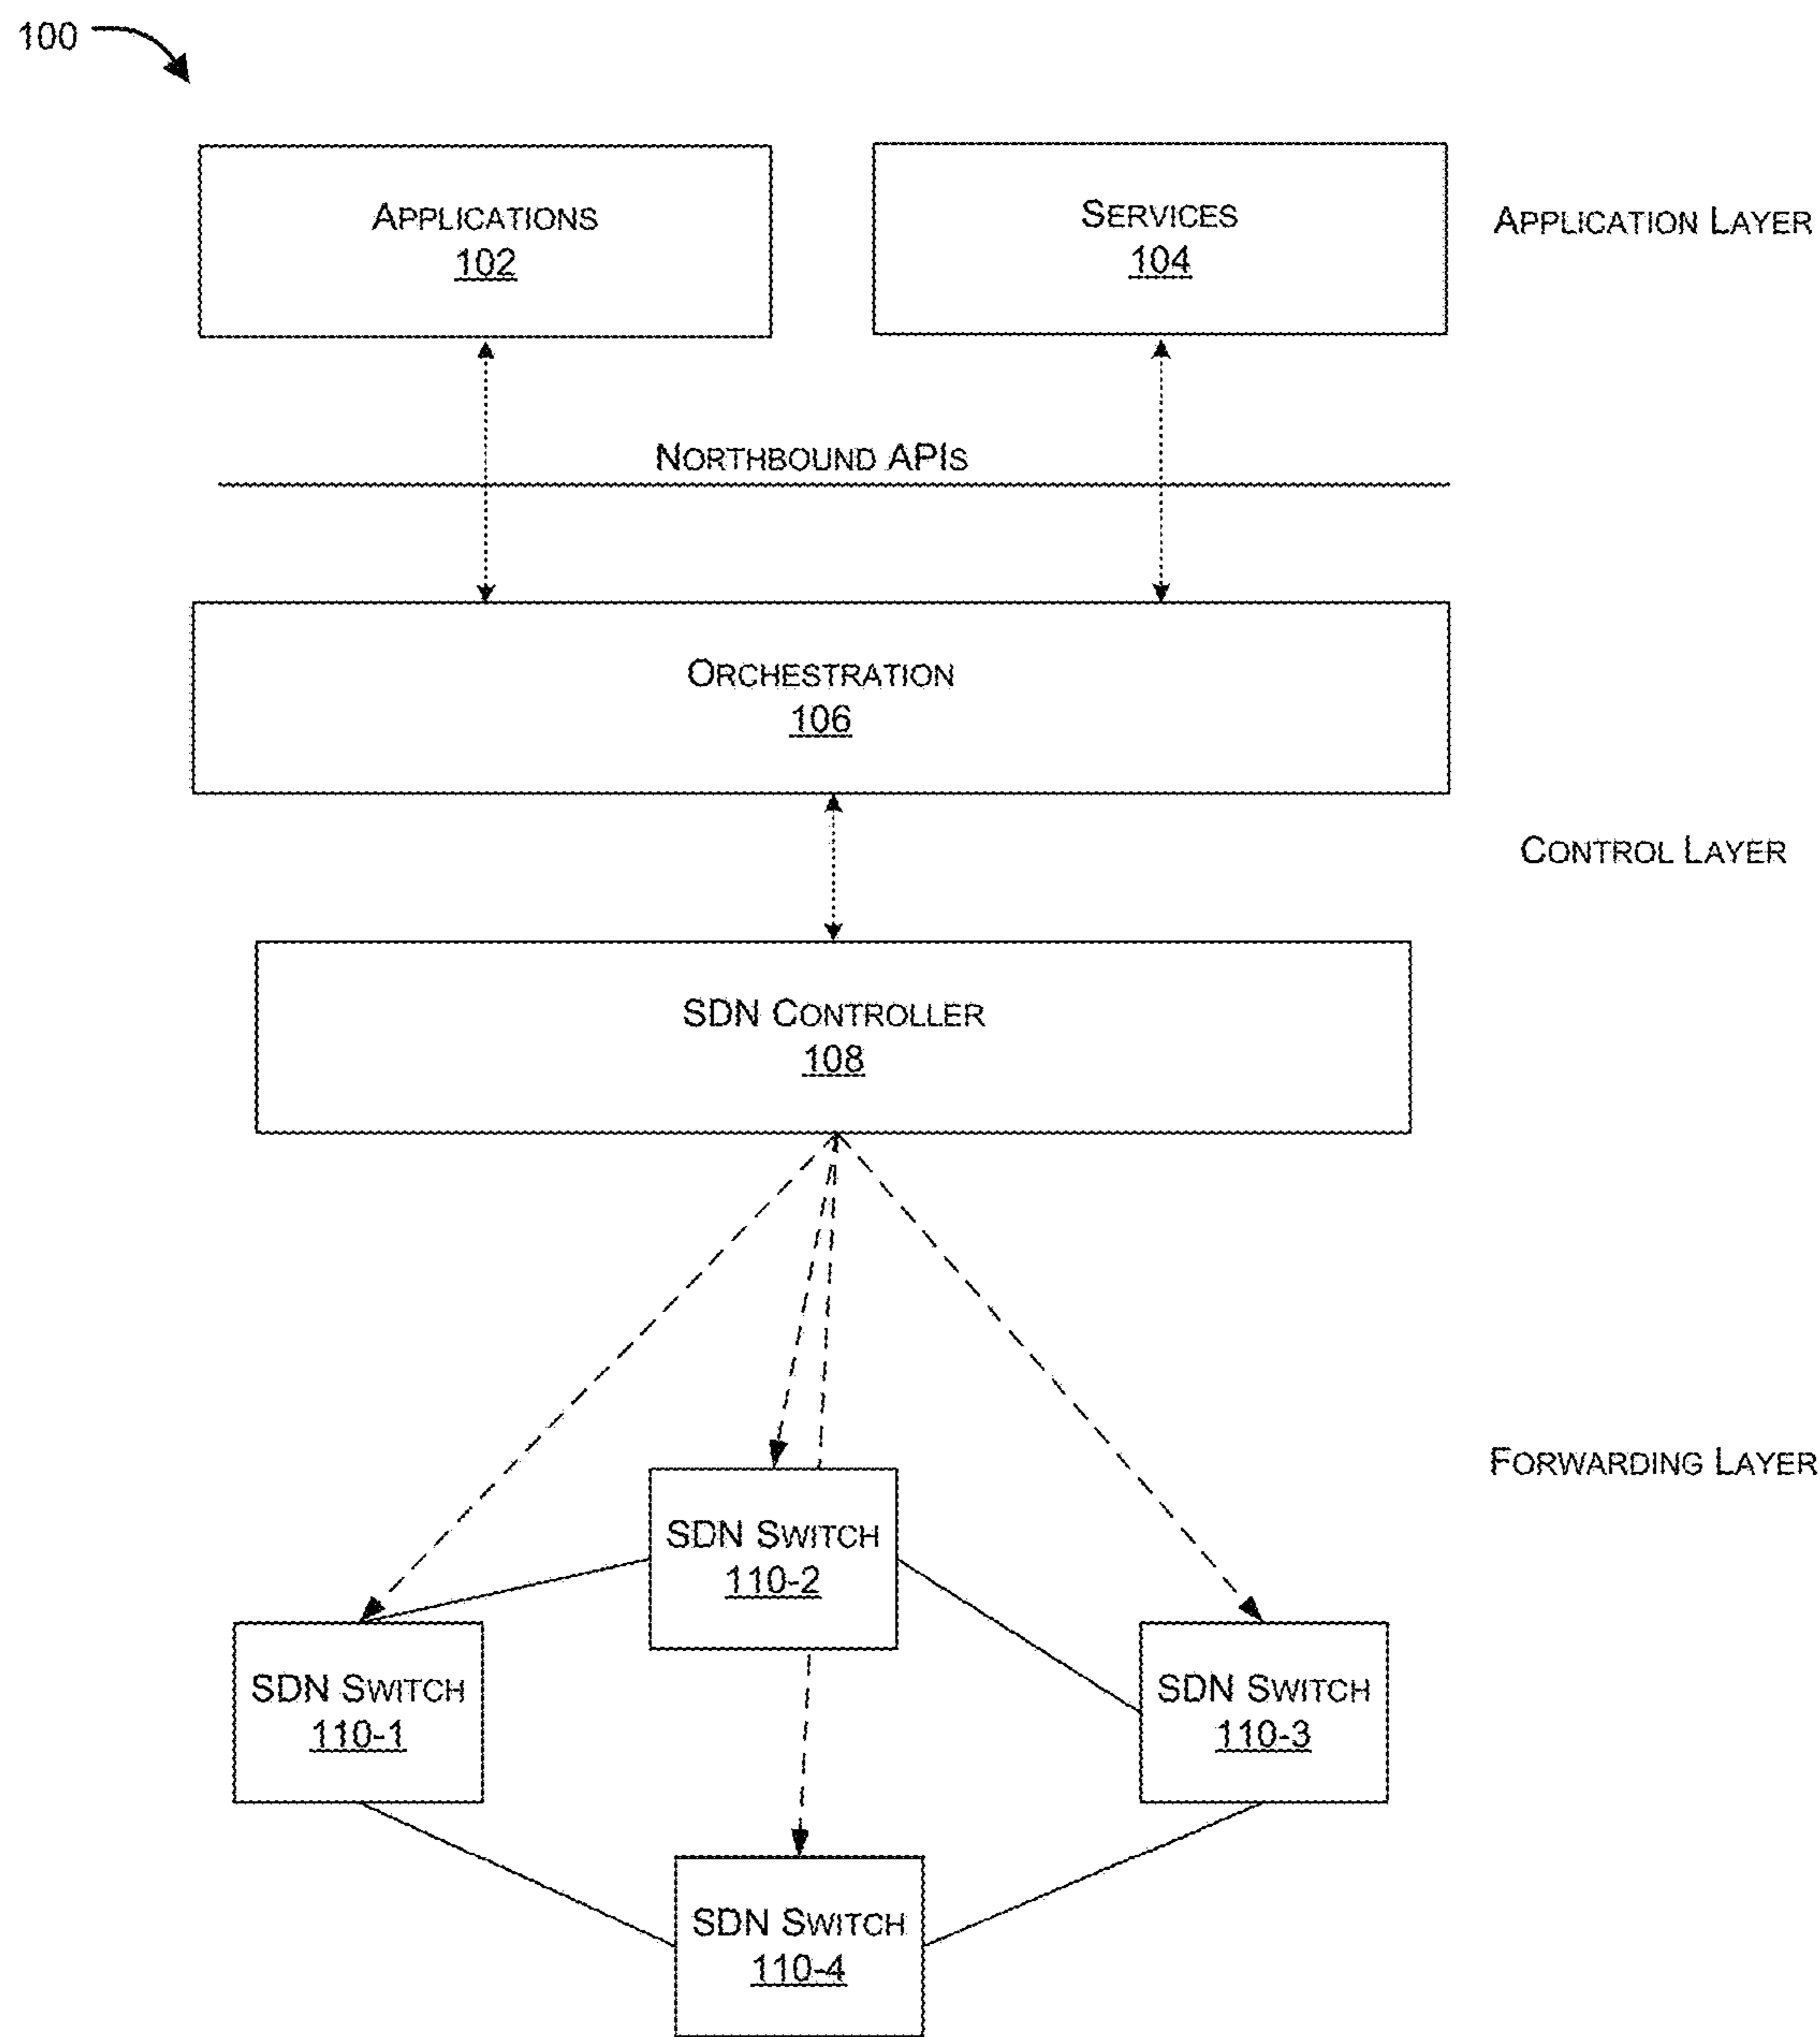 100
APPLICATIONS
102
SERVICES
104
APPLICATION LAYER
NORTHBOUND APIS
ORCHESTRATION
106
CONTROL LAYER
SDN CONTROLLER
108
FORWARDING LAYER
SDN SWITCH
110-2
SDN SWITCH
110-1
SDN SWITCH
110-3
SDN SWITCH
110-4